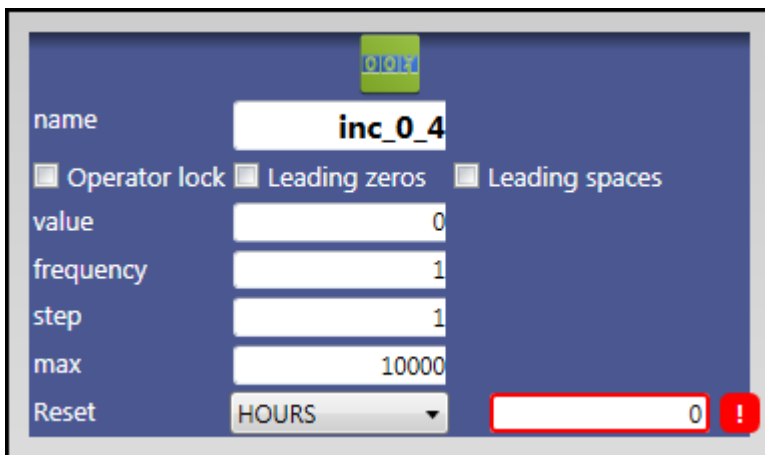 name inc_0_4
Operator lock Leading zeros Leading spaces
value 0
frequency 1
step 1
max 10000
Reset HOURS 0 !